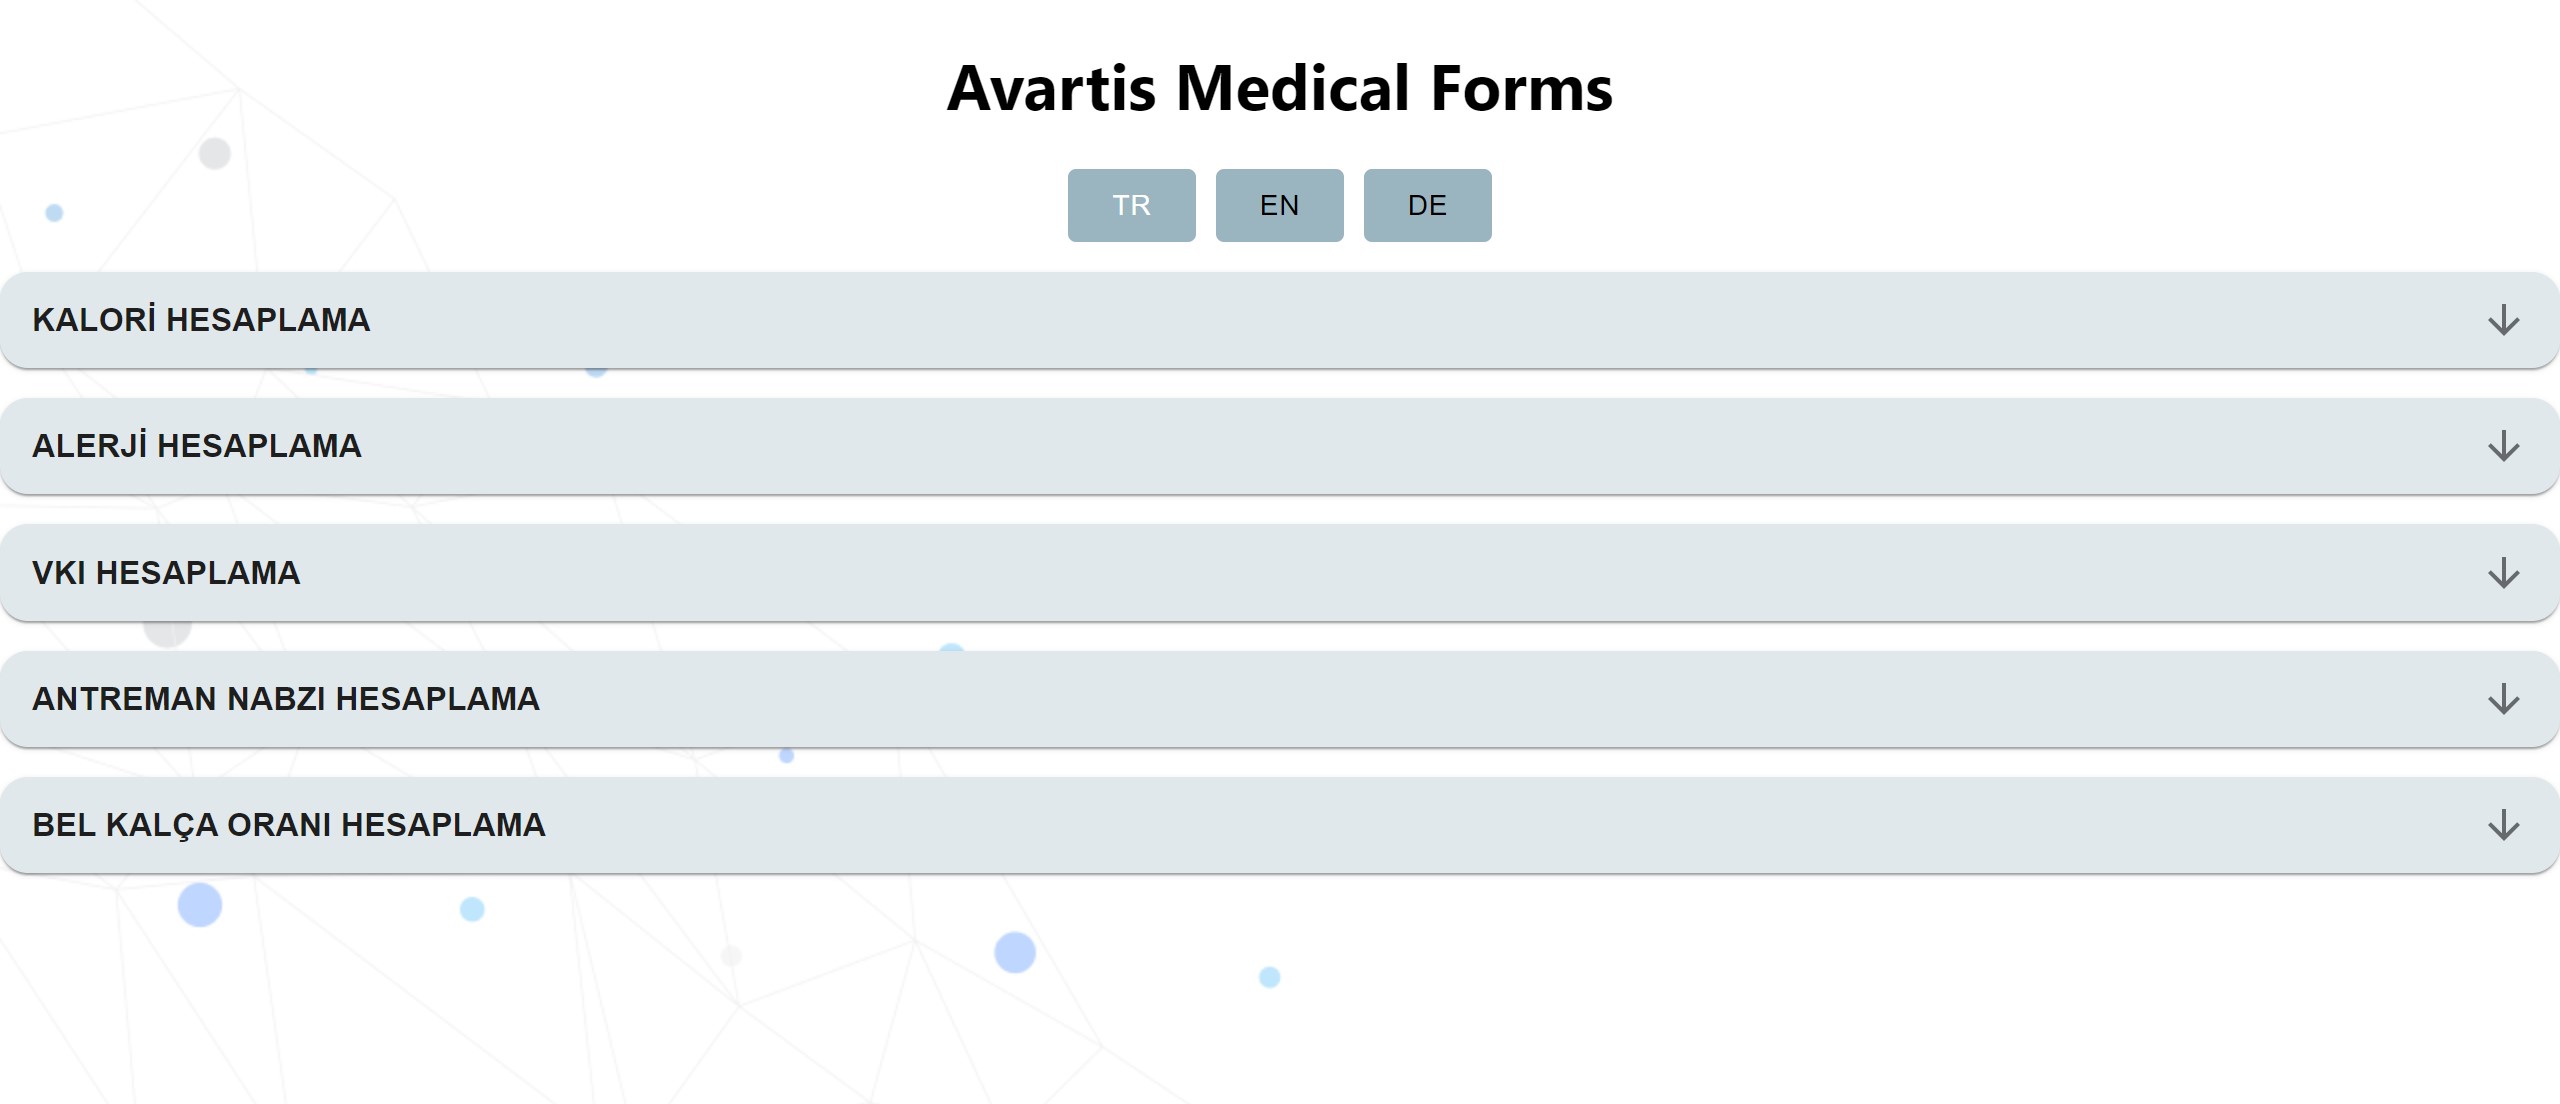 Avartis Medical Forms
TR EN DE
KALORİ HESAPLAMA
ALERJİ HESAPLAMA
VKI HESAPLAMA
ANTREMAN NABZI HESAPLAMA
BEL KALÇA ORANI HESAPLAMA